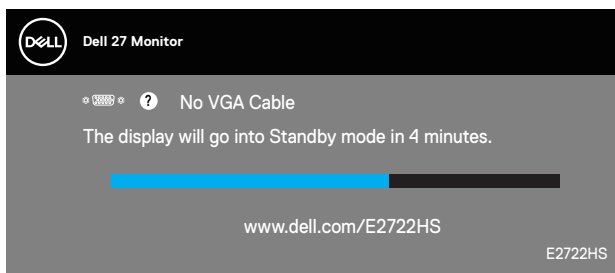 DELL
Dell 27 Monitor
? No VGA Cable
The display will go into Standby mode in 4 minutes.
www.dell.com/E2722HS
E2722HS